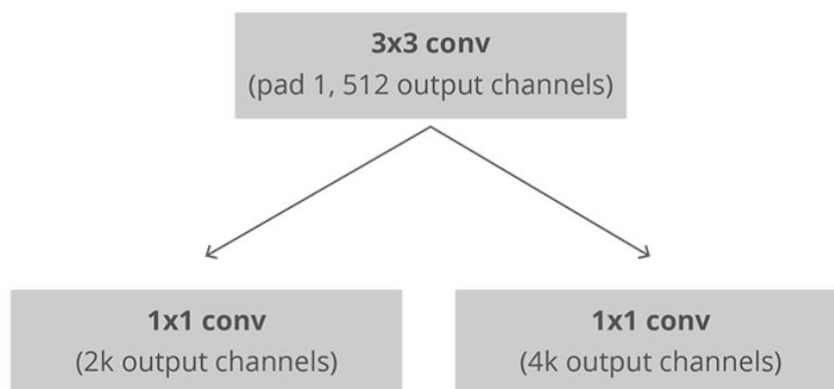 3x3 conv
(pad 1, 512 output channels)
1x1 conv
(2k output channels)
1x1 conv
(4k output channels)